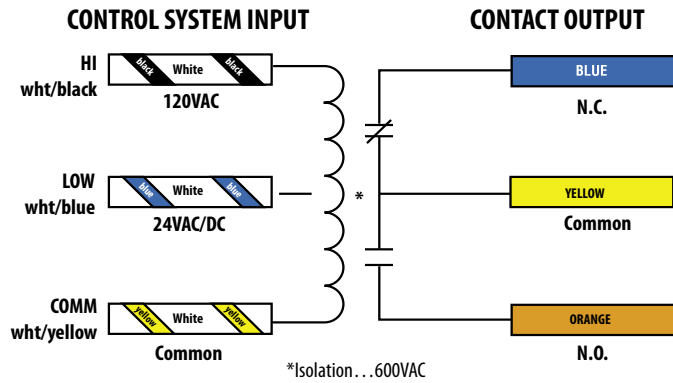 CONTROL SYSTEM INPUT
CONTACT OUTPUT
HI
wht/black
black
White
black
120VAC
LOW
wht/blue
blue
White
blue
24VAC/DC
COMM
wht/yellow
yellow
White
yellow
Common
*
BLUE
N.C.
YELLOW
Common
ORANGE
N.O.
*Isolation...600VAC